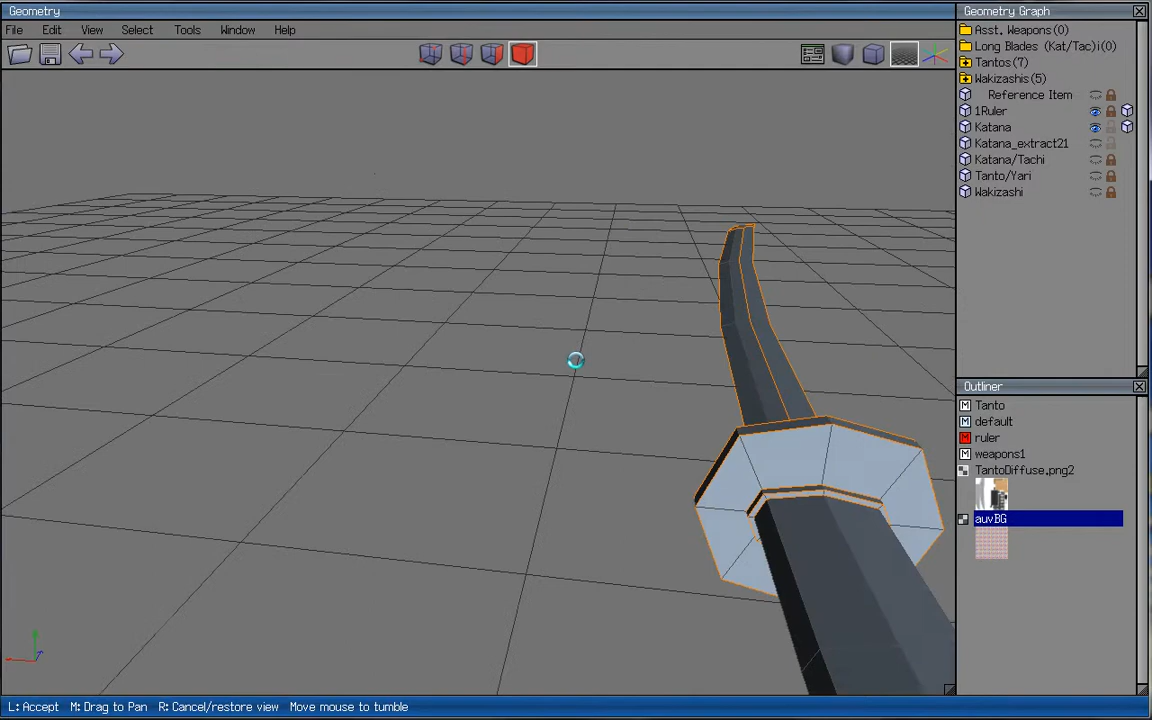 Geometry
File Edit View Select Tools Window Help
Geometry Graph
Asst. Weapons(0)
Long Blades (Kat/Tac)i(0)
Tantos(7)
Wakizashis(5)
Reference Item
1Ruler
Katana
Katana_extract21
Katana/Tachi
Tanto/Yari
Wakizashi
Outliner
Tanto
default
ruler
weapons1
TantoDiffuse.png2
auvBG
L: Accept M: Drag to Pan R: Cancel/restore view Move mouse to tumble